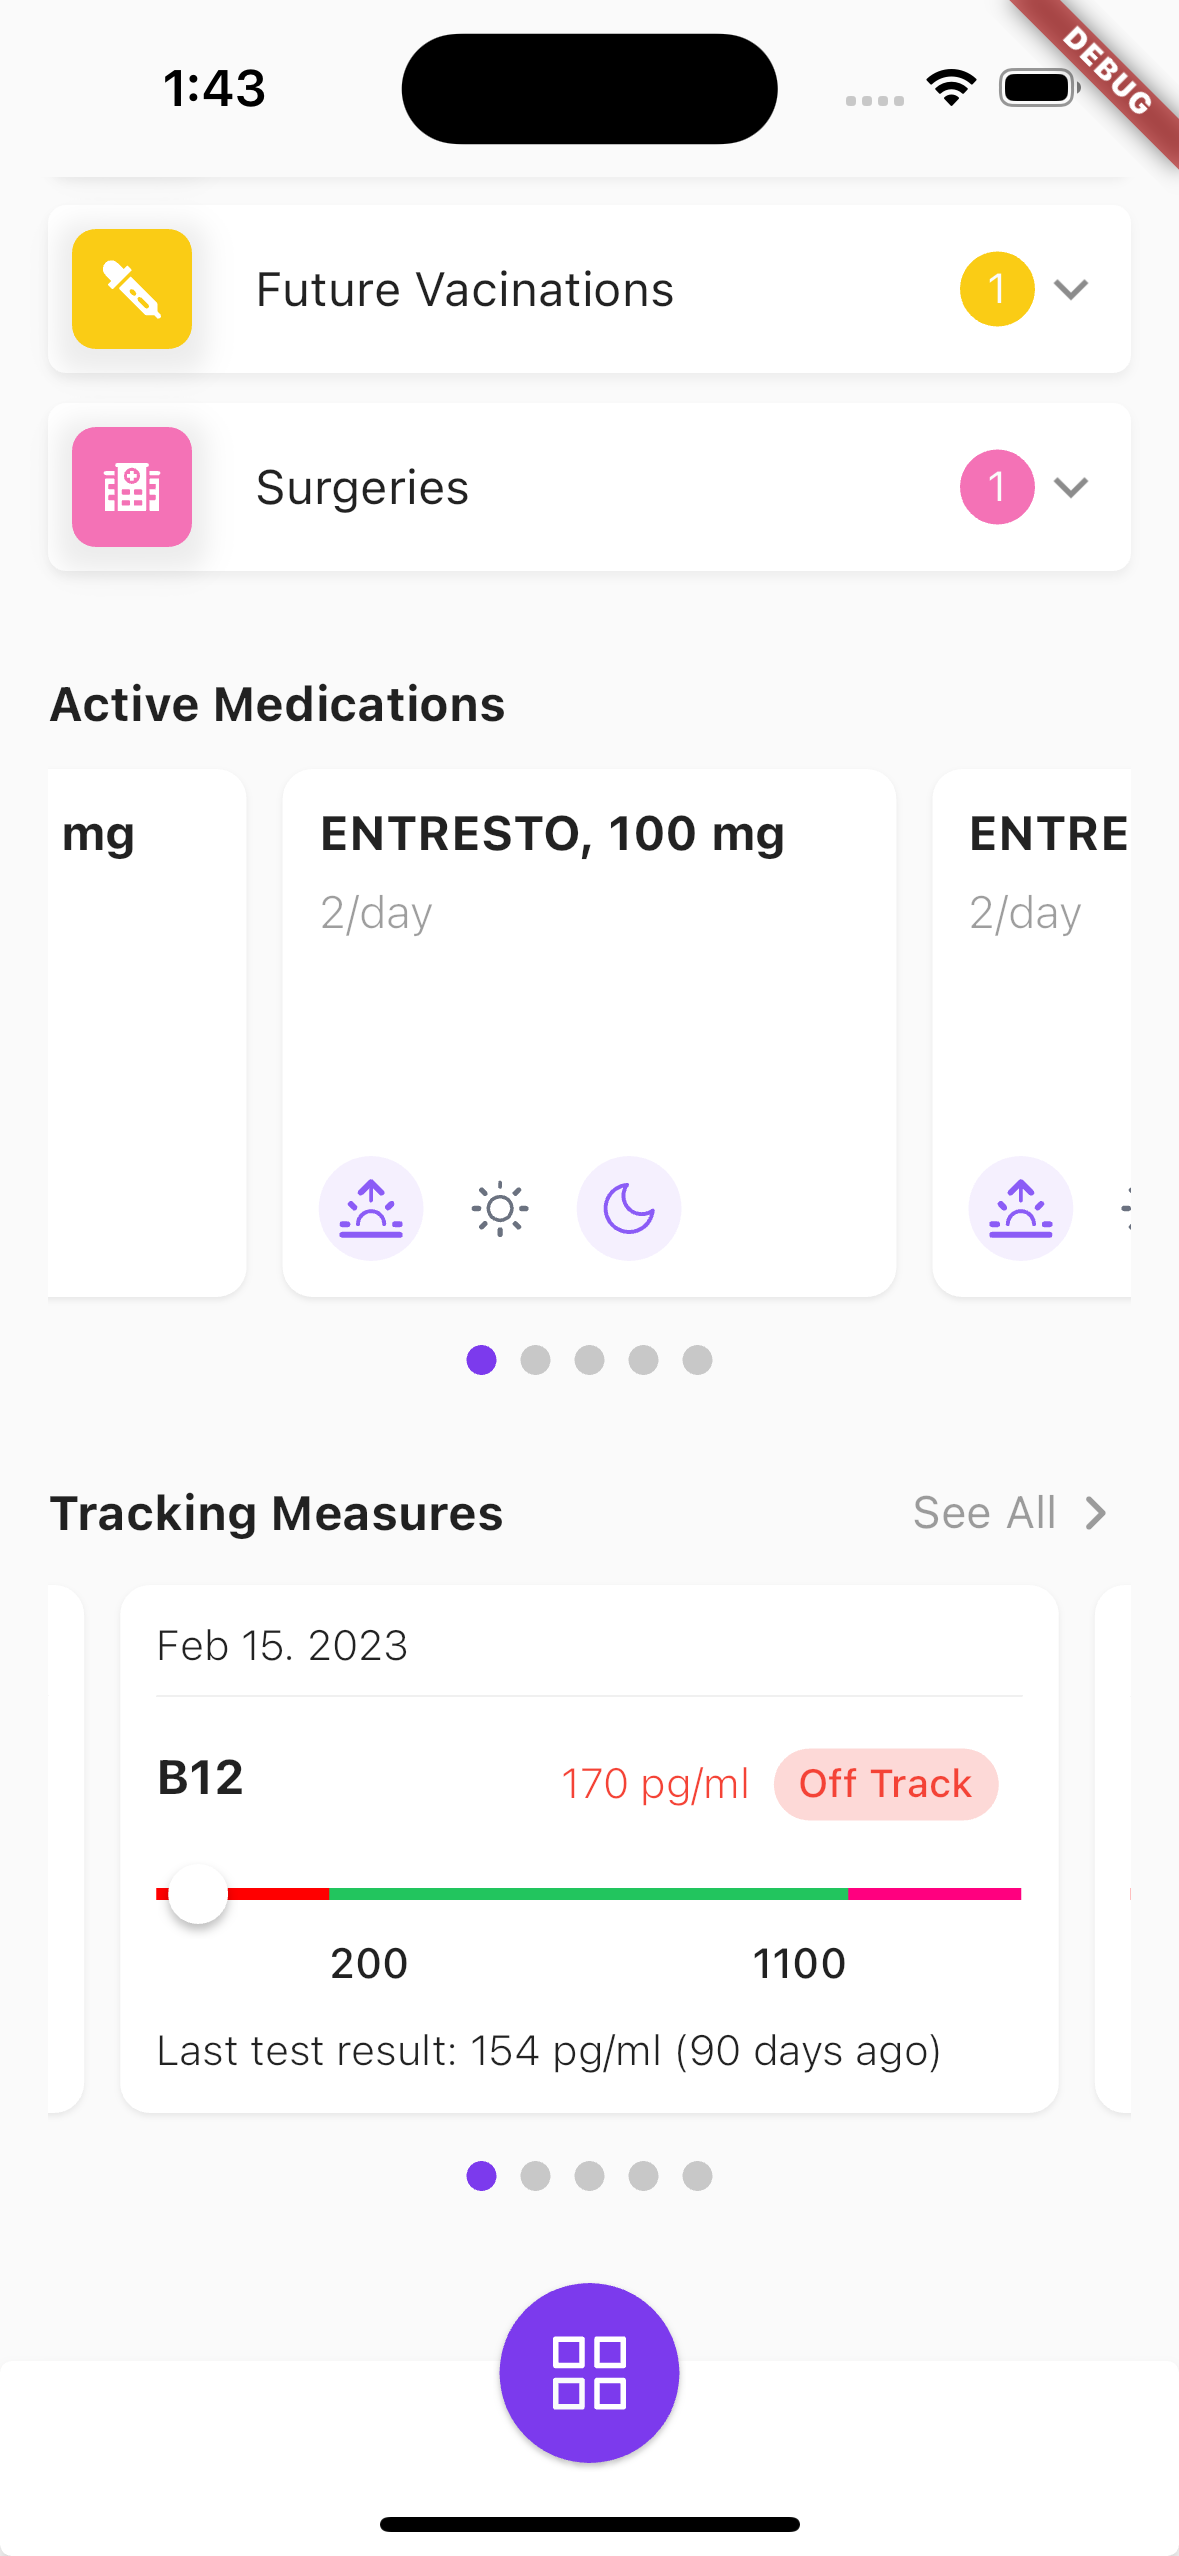 1:43
DEBUG
Future Vacinations
1
Surgeries
1
Active Medications
mg
ENTRESTO, 100 mg
2/day
ENTRE
2/day
Tracking Measures
See All
Feb 15. 2023
B12
170 pg/ml
Off Track
200
1100
Last test result: 154 pg/ml (90 days ago)